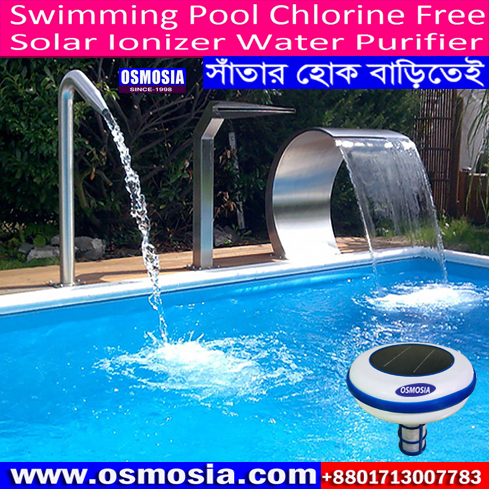 Swimming Pool Chlorine Free
Solar Ionizer Water Purifier
OSMOSIA
SINCE-1998
সাঁতার হোক বাড়িতেই
OSMOSIA
www.osmosia.com
+8801713007783